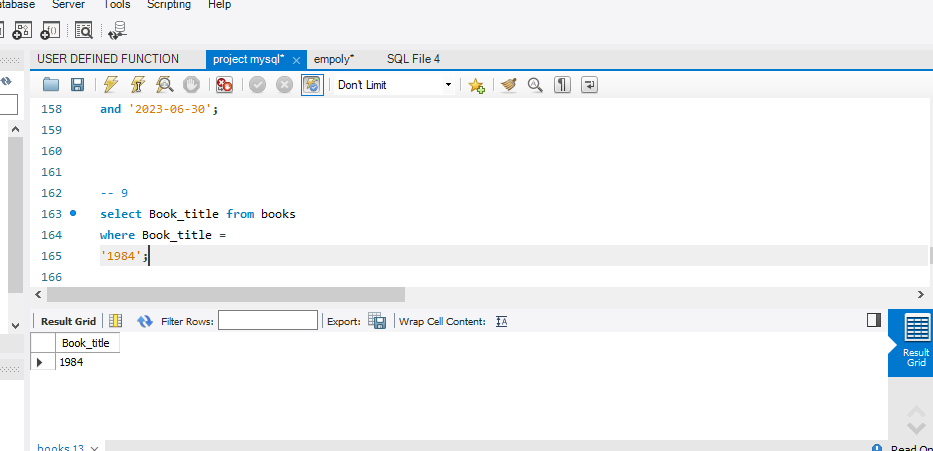 atabase Server Tools Scripting Help
USER DEFINED FUNCTION project mysql* × empoly* SQL File 4
Don't Limit
158 and '2023-06-30';
159
160
161
162 -- 9
163 select Book_title from books
164 where Book_title =
165 '1984';
166
Result Grid Filter Rows: Export: Wrap Cell Content: IA
Book_title
1984
Result
Grid
books 13
Read On